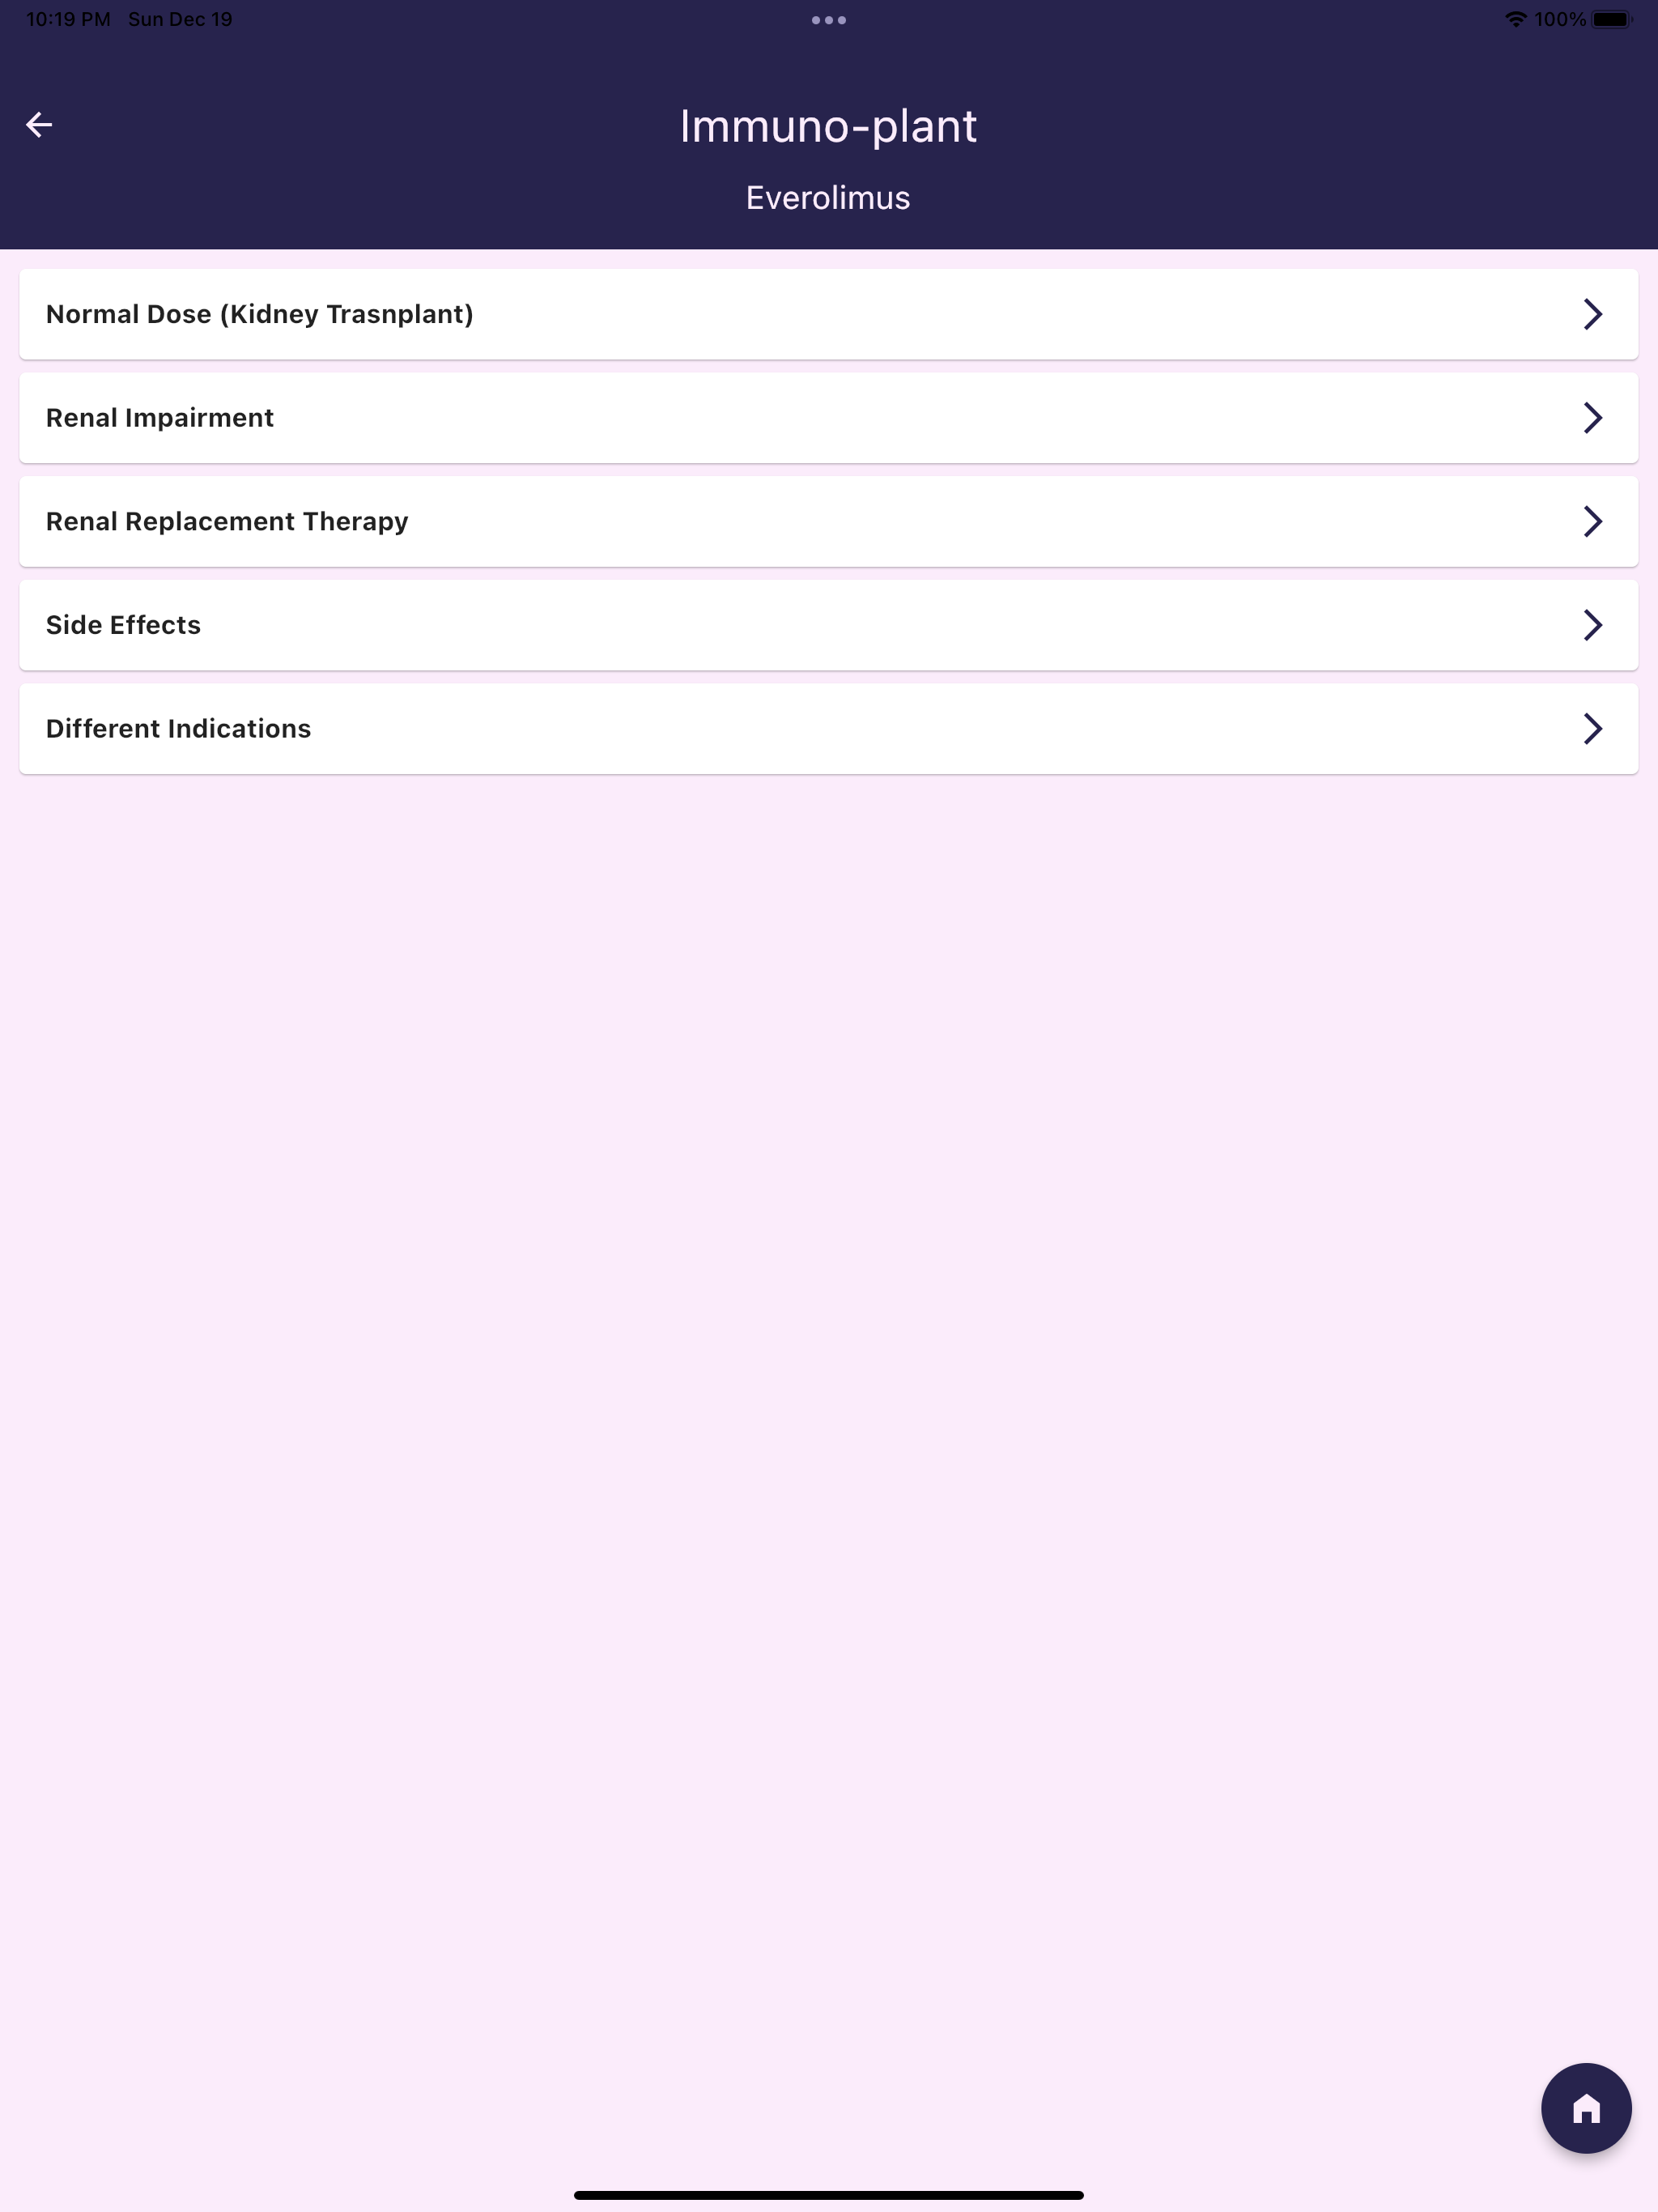 10:19 PM Sun Dec 19
100%
Immuno-plant
Everolimus
Normal Dose (Kidney Trasnplant)
Renal Impairment
Renal Replacement Therapy
Side Effects
Different Indications